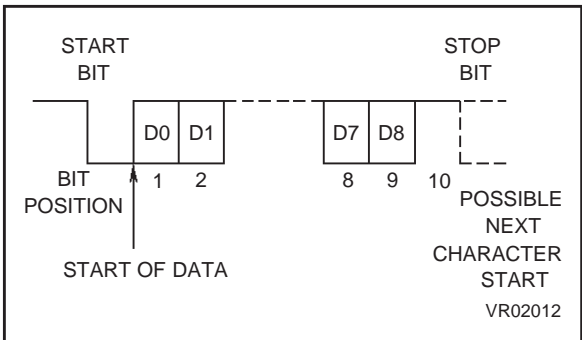 START
BIT
STOP
BIT
D0 D1 D7 D8
BIT
POSITION
1 2 8 9 10
POSSIBLE
NEXT
CHARACTER
START
START OF DATA
VR02012